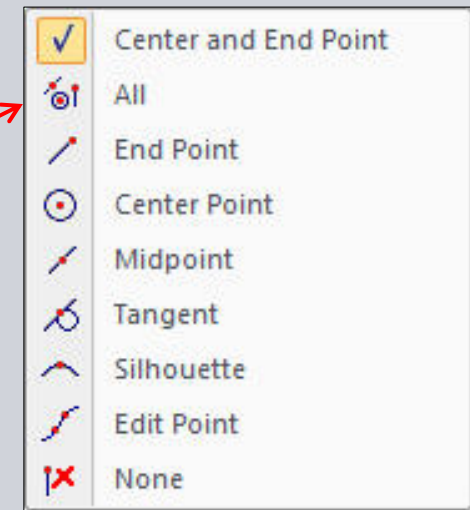 Center and End Point
All
End Point
Center Point
Midpoint
Tangent
Silhouette
Edit Point
None